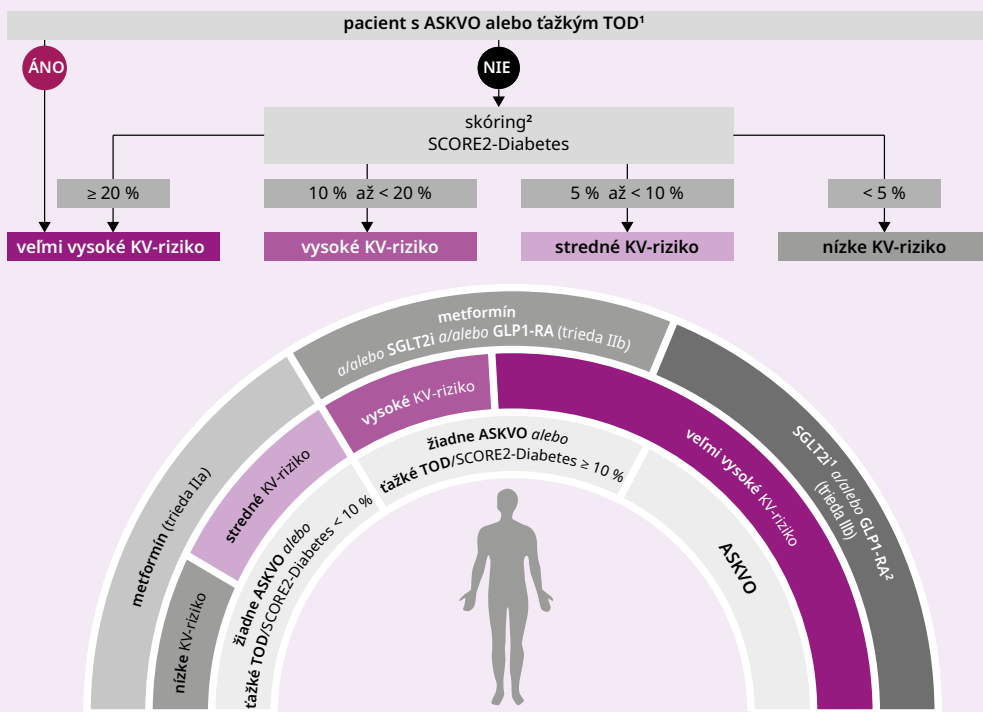 pacient s ASKVO alebo ťažkým TOD¹
ÁNO
NIE
skóring²
SCORE2-Diabetes
≥ 20 %
10 % až < 20 %
5 % až < 10 %
< 5 %
veľmi vysoké KV-riziko
vysoké KV-riziko
stredné KV-riziko
nízke KV-riziko
metformín (trieda IIa)
metformín
a/alebo SGLT2i a/alebo GLP1-RA (trieda IIb)
SGLT2i¹ a/alebo GLP1-RA²
(trieda IIb)
nízke KV-riziko
stredné KV-riziko
vysoké KV-riziko
veľmi vysoké KV-riziko
žiadne ASKVO alebo
ťažké TOD/SCORE2-Diabetes < 10 %
žiadne ASKVO alebo
ťažké TOD/SCORE2-Diabetes ≥ 10 %
ASKVO